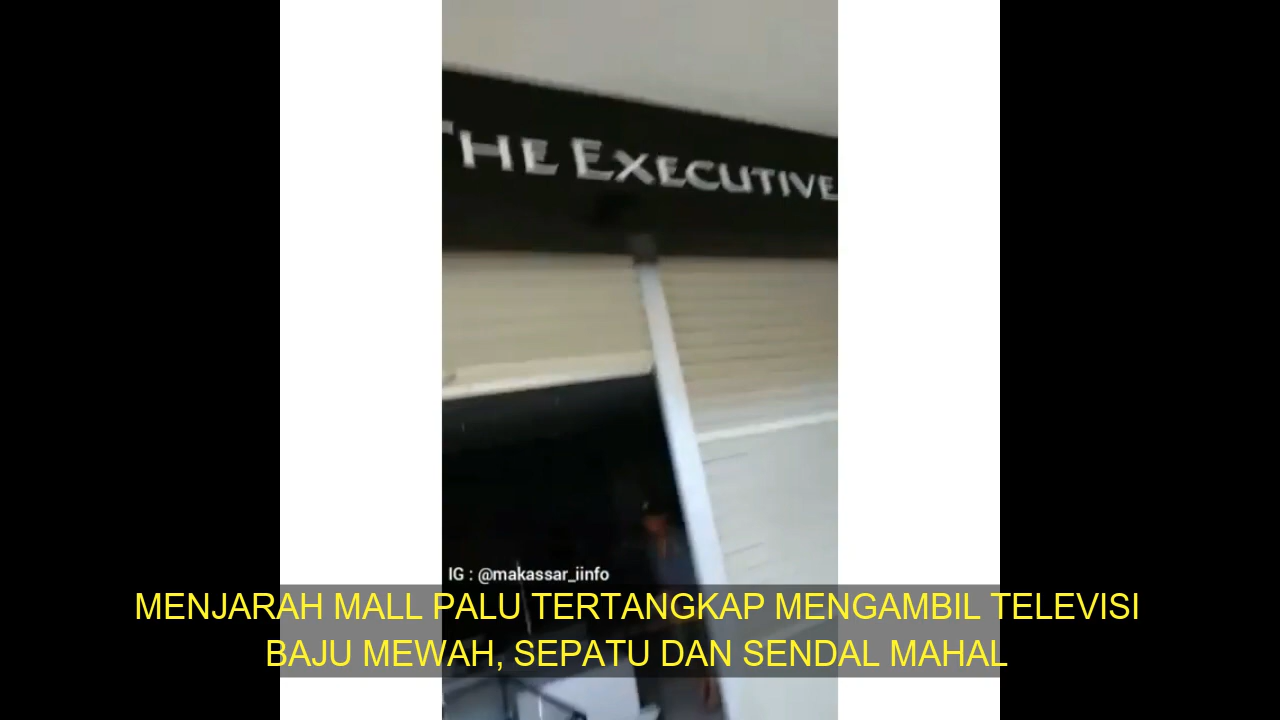 THE EXECUTIVE
IG : @makassar_iinfo
MENJARAH MALL PALU TERTANGKAP MENGAMBIL TELEVISI
BAJU MEWAH, SEPATU DAN SENDAL MAHAL